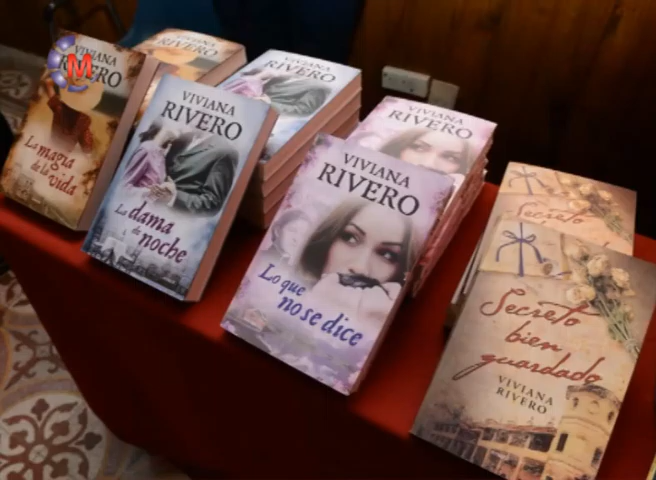 VIVIANA
RIVERO
La magia
de la
vida
RIVERO
VIVIANA
RIVERO
La dama
de
noche
VIVIANA
RIVERO
VIVIANA
RIVERO
Lo que
no se dice
VIVIANA
RIVERO
Secreto
bien
guardado
VIVIANA
RIVERO
Secreto
M